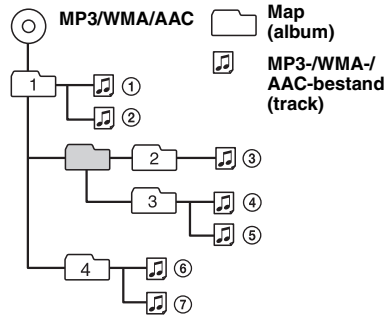 MP3/WMA/AAC
Map
(album)
MP3-/WMA-/
AAC-bestand
(track)
1
①
②
2
③
3
④
⑤
4
⑥
⑦